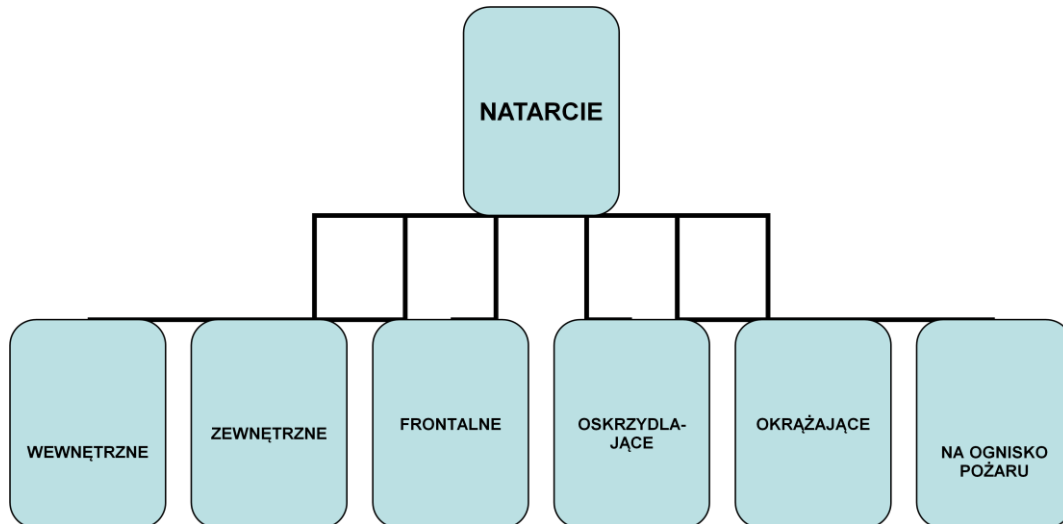 NATARCIE
WEWNĘTRZNE
ZEWNĘTRZNE
FRONTALNE
OSKRZYDLA-
JĄCE
OKRĄŻAJĄCE
NA OGNISKO
POŻARU